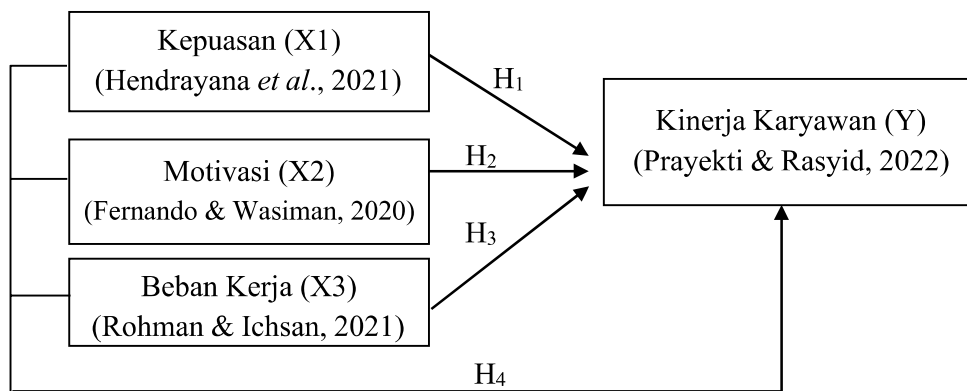 Kepuasan (X1)
(Hendrayana et al., 2021)
H1
Kinerja Karyawan (Y)
(Prayekti & Rasyid, 2022)
H2
Motivasi (X2)
(Fernando & Wasiman, 2020)
H3
Beban Kerja (X3)
(Rohman & Ichsan, 2021)
H4